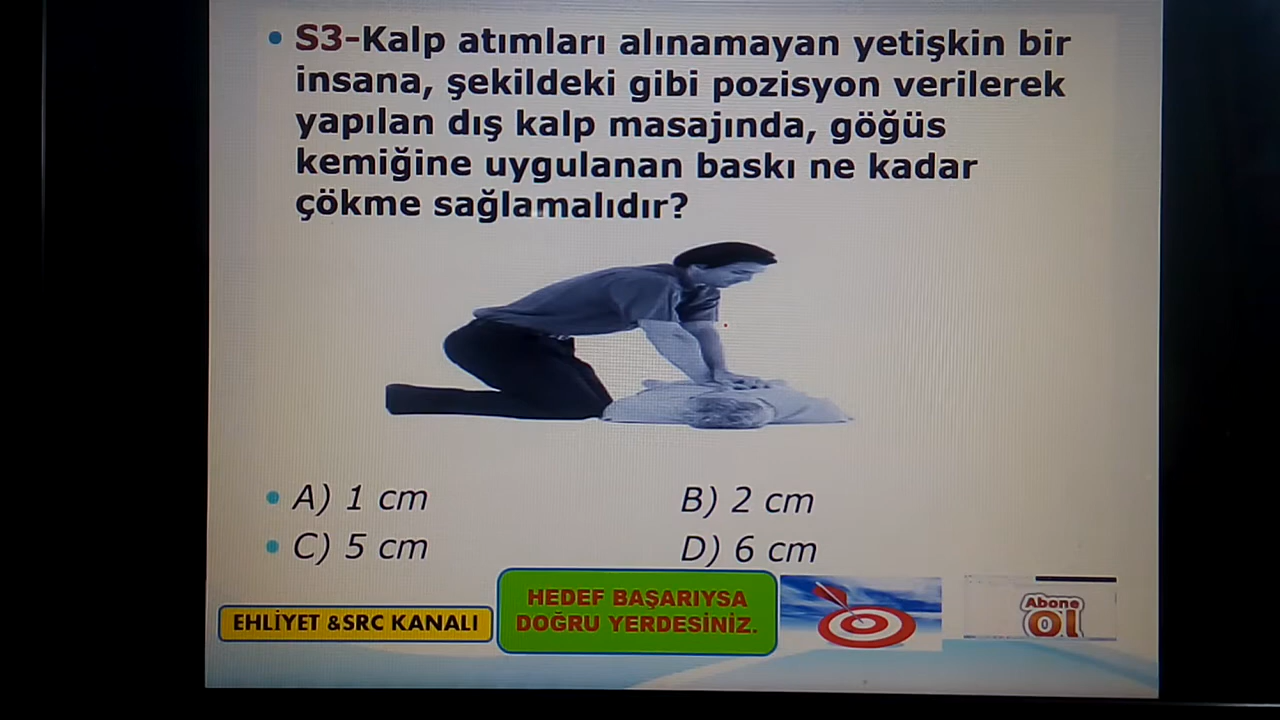 S3-Kalp atımları alınamayan yetişkin bir
insana, şekildeki gibi pozisyon verilerek
yapılan dış kalp masajında, göğüs
kemiğine uygulanan baskı ne kadar
çökme sağlamalıdır?
A) 1 cm
B) 2 cm
C) 5 cm
D) 6 cm
EHLİYET &SRC KANALI
HEDEF BAŞARIYSA
DOĞRU YERDESİNİZ.
Abone
Ol